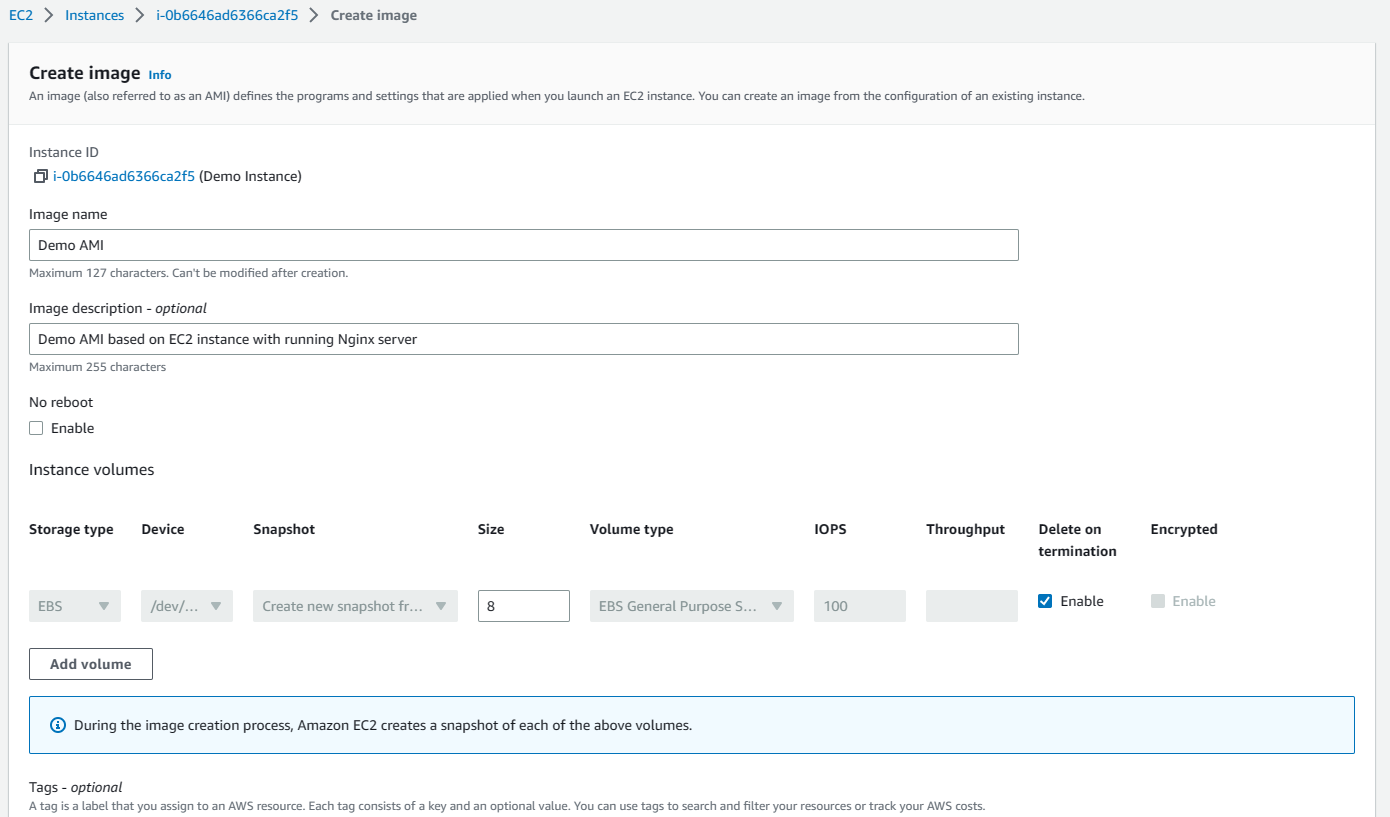 EC2 > Instances > i-0b6646ad6366ca2f5 > Create image
Create image Info
An image (also referred to as an AMI) defines the programs and settings that are applied when you launch an EC2 instance. You can create an image from the configuration of an existing instance.
Instance ID
i-0b6646ad6366ca2f5 (Demo Instance)
Image name
Demo AMI
Maximum 127 characters. Can't be modified after creation.
Image description - optional
Demo AMI based on EC2 instance with running Nginx server
Maximum 255 characters
No reboot
Enable
Instance volumes
Storage type Device Snapshot Size Volume type IOPS Throughput Delete on termination Encrypted
EBS /dev/... Create new snapshot fr... 8 EBS General Purpose S... 100 Enable Enable
Add volume
During the image creation process, Amazon EC2 creates a snapshot of each of the above volumes.
Tags - optional
A tag is a label that you assign to an AWS resource. Each tag consists of a key and an optional value. You can use tags to search and filter your resources or track your AWS costs.